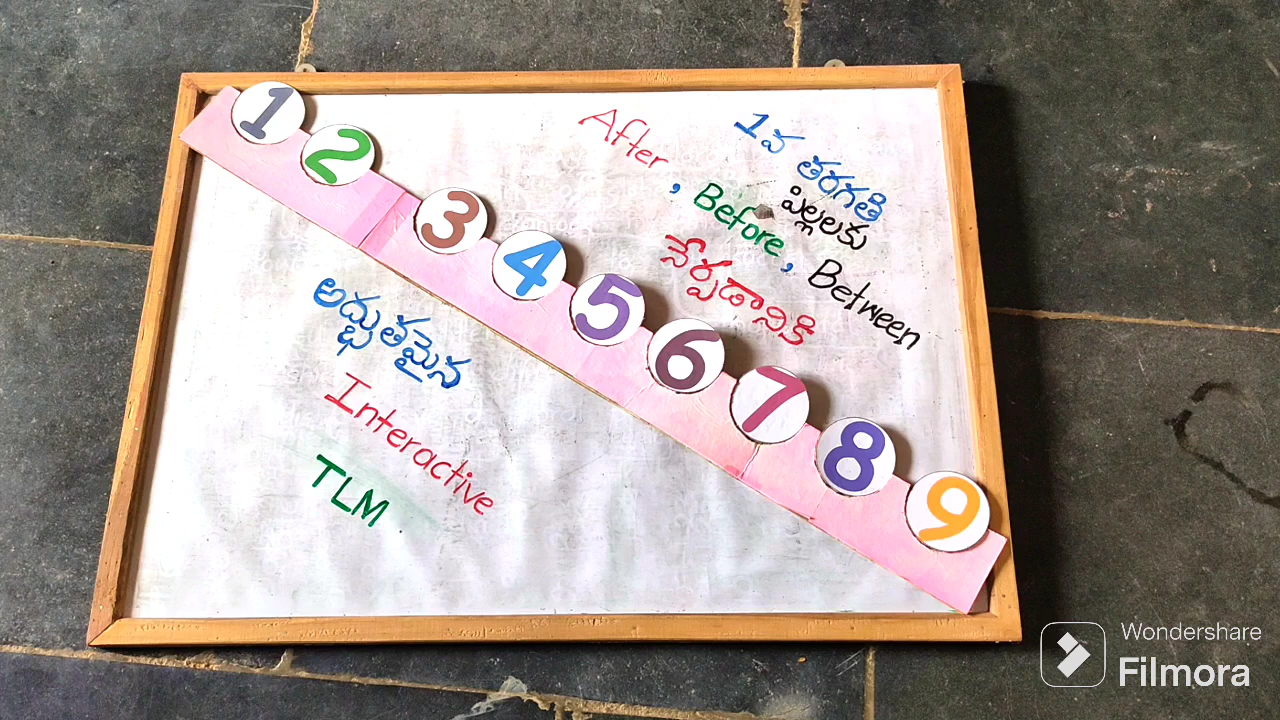 1 2 3 4 5 6 7 8 9
1వ తరగతి
పిల్లలకు
After, Before, Between
నేర్పడానికి
అద్భుతమైన
Interactive
TLM
Wondershare
Filmora